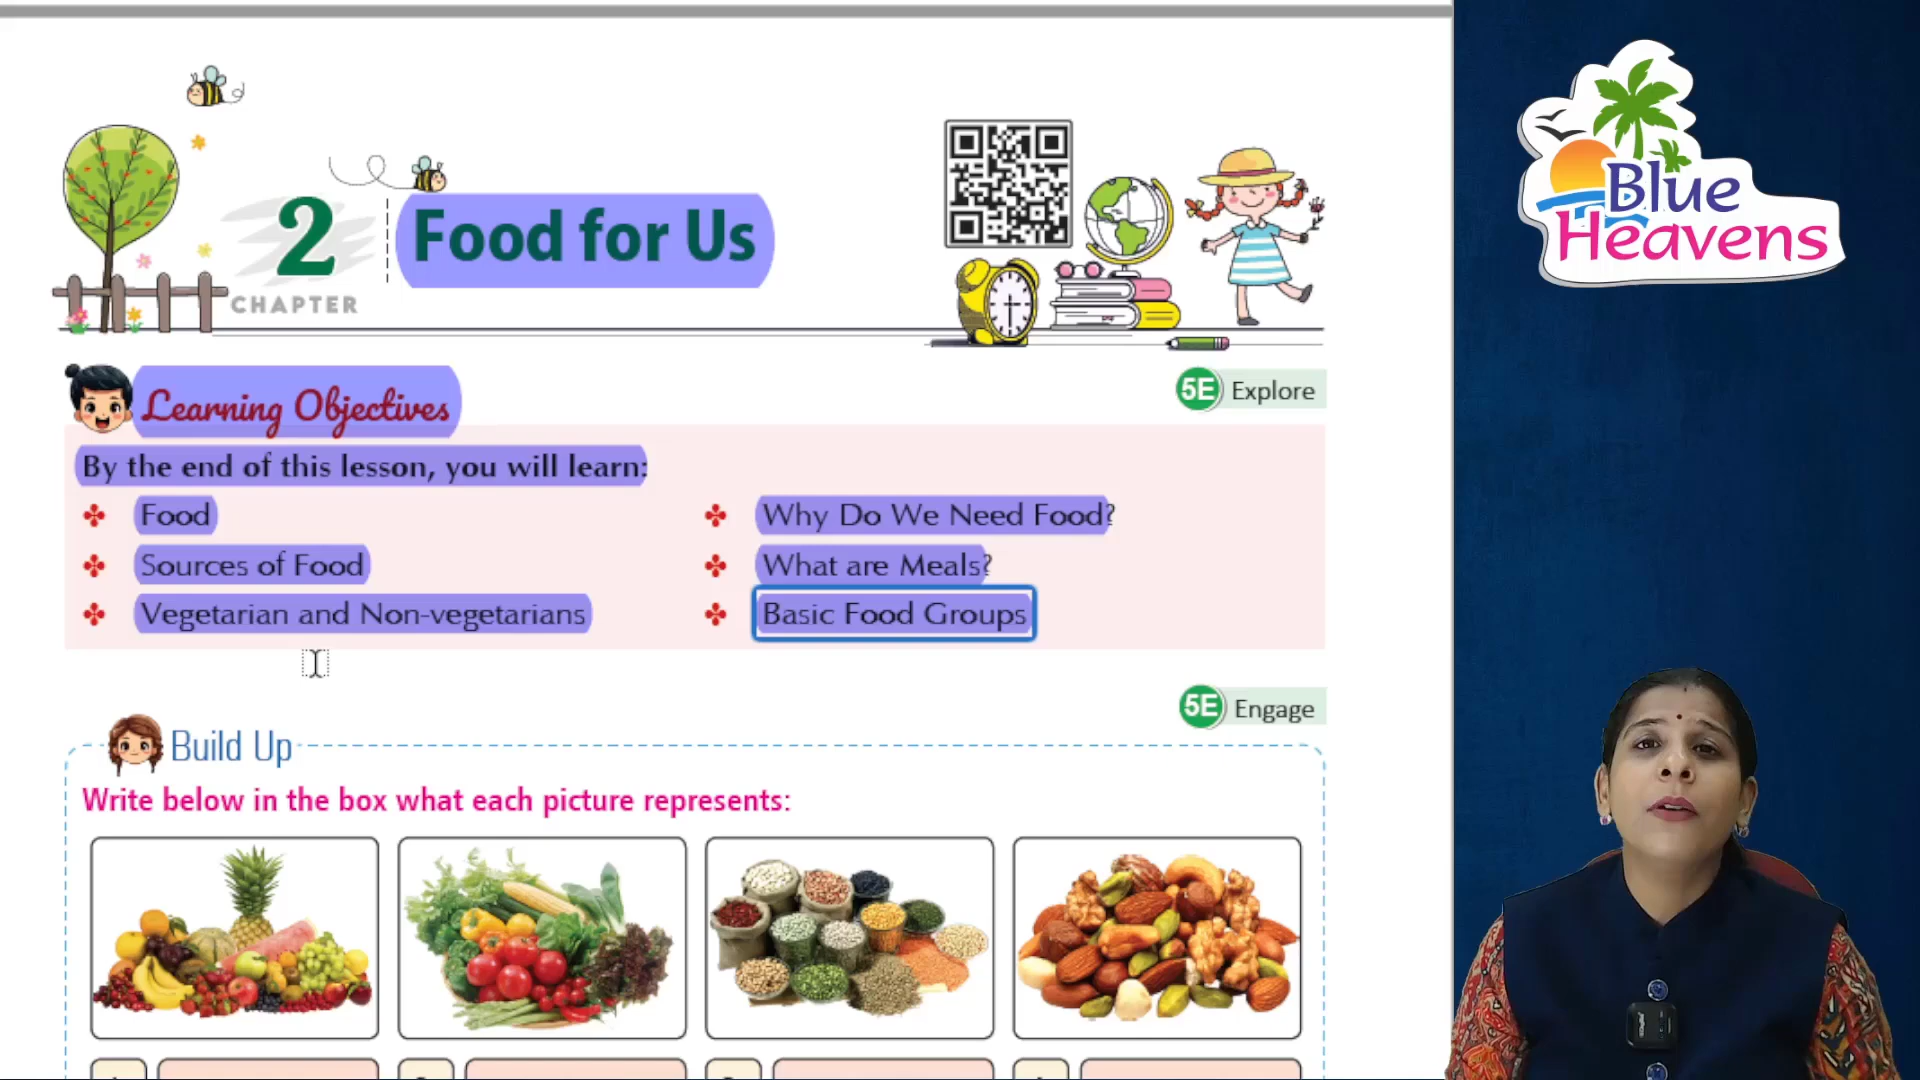 2
CHAPTER
Food for Us
Blue
Heavens
Learning Objectives
5E Explore
By the end of this lesson, you will learn:
Food
Sources of Food
Vegetarian and Non-vegetarians
Why Do We Need Food?
What are Meals?
Basic Food Groups
5E Engage
Build Up
Write below in the box what each picture represents: